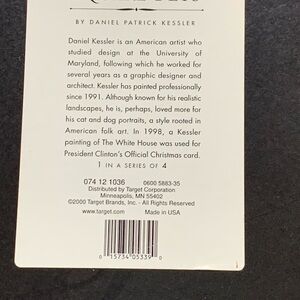 BY DANIEL PATRICK KESSLER
Daniel Kessler is an American artist who
studied design at the University of
Maryland, following which he worked for
several years as a graphic designer and
architect. Kessler has painted professionally
since 1991. Although known for his realistic
landscapes, he is, perhaps, loved more for
his cat and dog portraits, a style rooted in
American folk art. In 1998, a Kessler
painting of The White House was used for
President Clinton's Official Christmas card.
1 IN A SERIES OF 4
074 12 1036 0600 5883-35
Distributed by Target Corporation
Minneapolis, MN 55402
©2000 Target Brands, Inc. - All Rights Reserved
www.target.com Made in USA
0 15734 05339 0